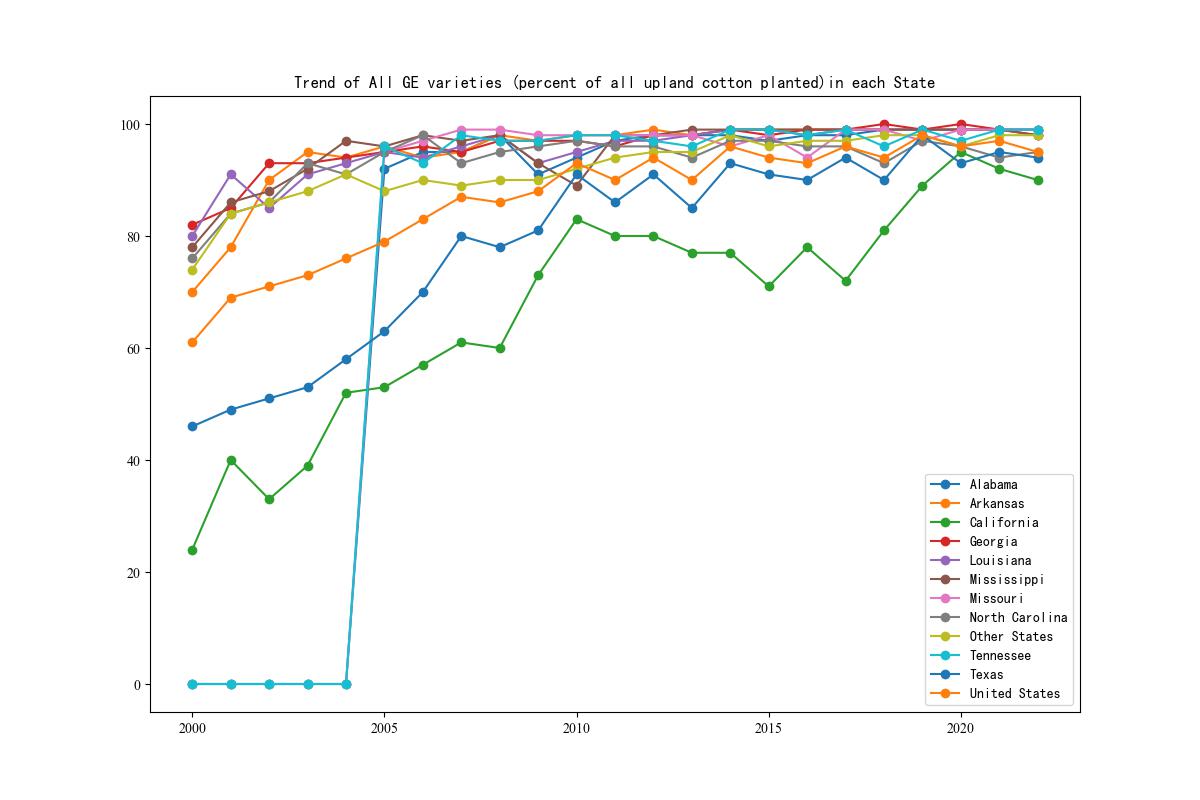 Trend of All GE varieties (percent of all upland cotton planted)in each State
100
80
60
40
20
0
2000
2005
2010
2015
2020
Alabama
Arkansas
California
Georgia
Louisiana
Mississippi
Missouri
North Carolina
Other States
Tennessee
Texas
United States